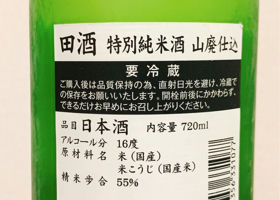 田酒 特別純米酒 山廃仕込
要冷蔵
ご購入後は品質保持の為、直射日光を避け、冷蔵で
の保存をお願いいたします。開栓前後にかかわらず、
できるだけお早めにお召し上がりください。
品目 日本酒 内容量 720ml
アルコール分 16度
原材料名 米(国産)
米こうじ(国産米)
精米歩合 55%